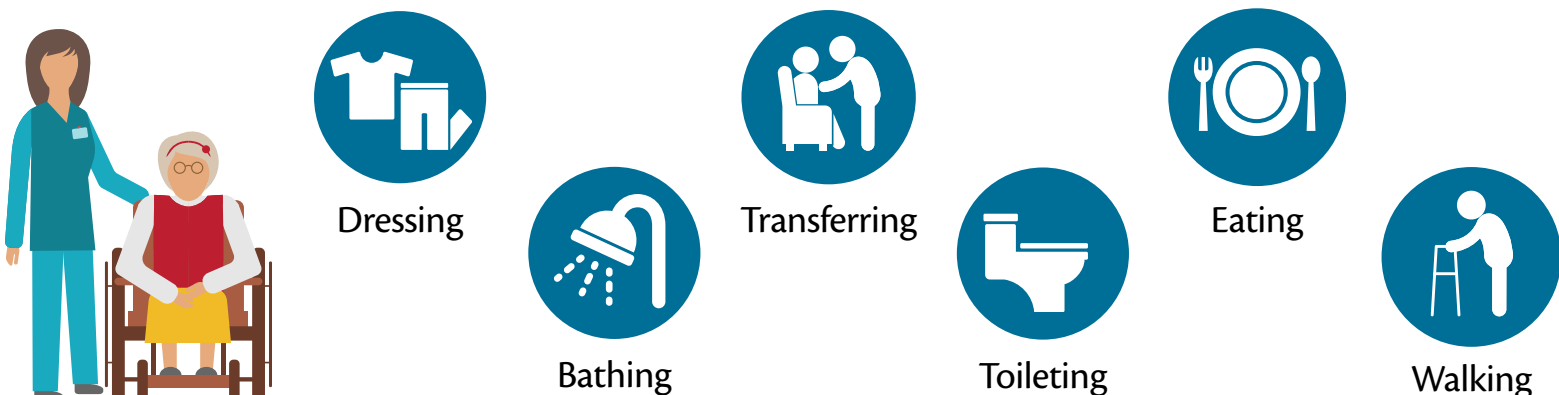 Dressing
Bathing
Transferring
Toileting
Eating
Walking